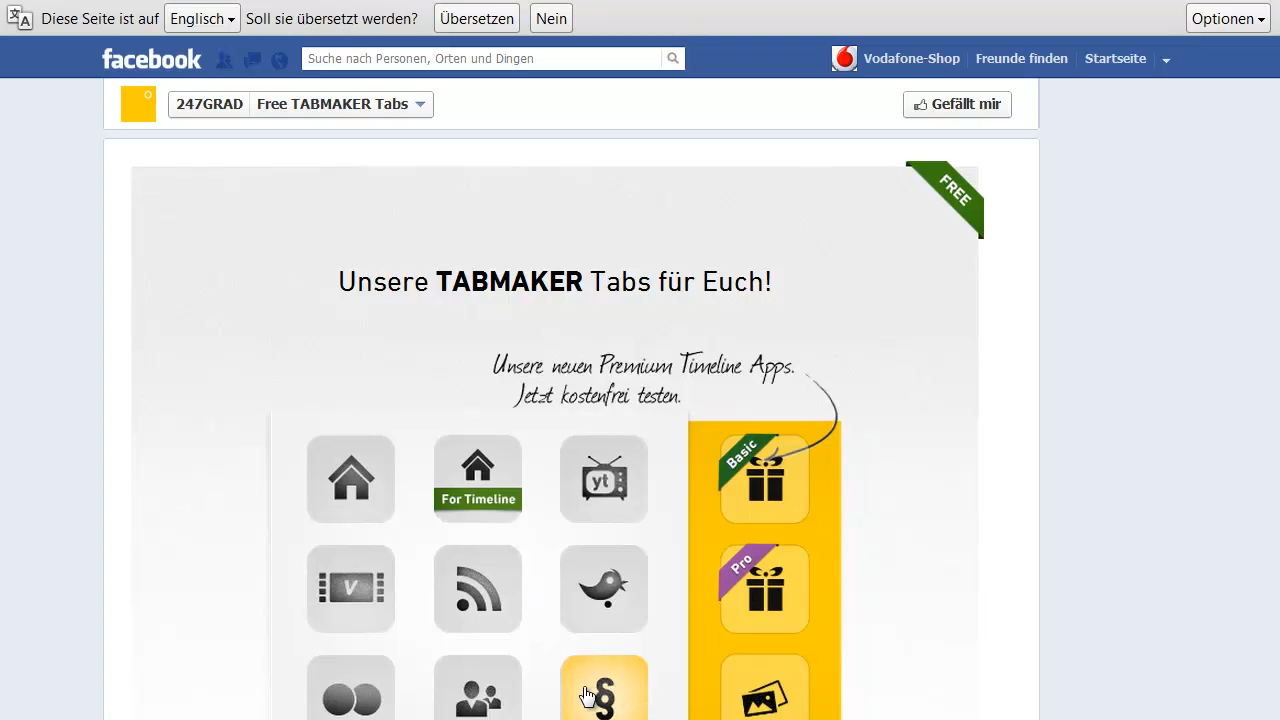 Diese Seite ist auf Englisch Soll sie übersetzt werden? Übersetzen Nein Optionen
facebook Suche nach Personen, Orten und Dingen Vodafone-Shop Freunde finden Startseite
247GRAD Free TABMAKER Tabs Gefällt mir
FREE
Unsere TABMAKER Tabs für Euch!
Unsere neuen Premium Timeline Apps.
Jetzt kostenfrei testen.
Basic
For Timeline
yt
Pro
V
§